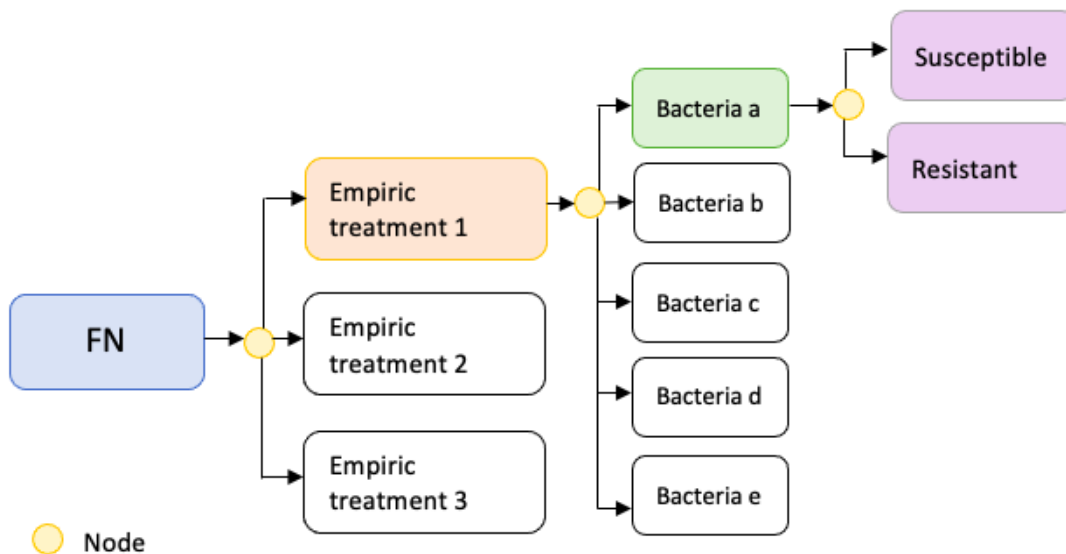 FN
Empiric
treatment 1
Empiric
treatment 2
Empiric
treatment 3
Bacteria a
Bacteria b
Bacteria c
Bacteria d
Bacteria e
Susceptible
Resistant
Node